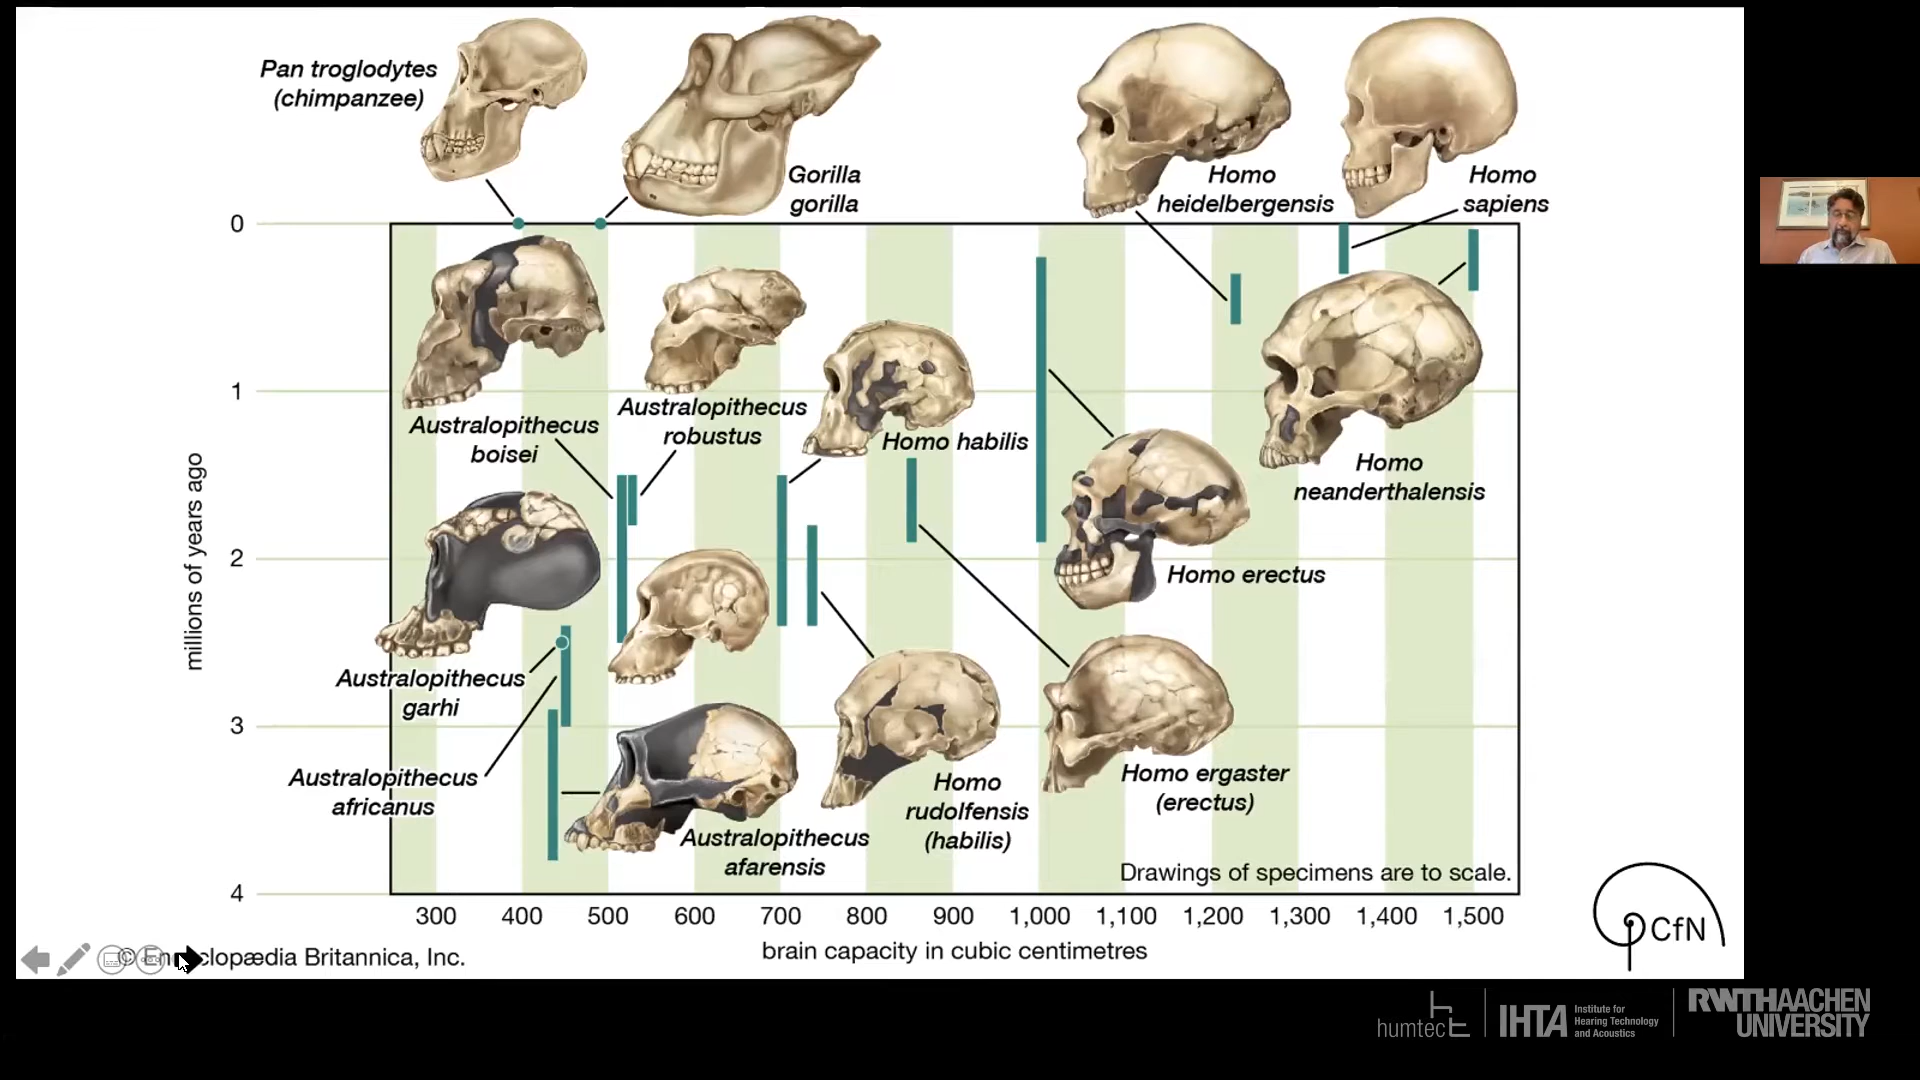 Pan troglodytes
(chimpanzee)
Gorilla
gorilla
Homo
heidelbergensis
Homo
sapiens
0
1
2
3
4
millions of years ago
Australopithecus
boisei
Australopithecus
robustus
Homo habilis
Homo
neanderthalensis
Homo erectus
Australopithecus
garhi
Australopithecus
africanus
Australopithecus
afarensis
Homo
rudolfensis
(habilis)
Homo ergaster
(erectus)
Drawings of specimens are to scale.
300 400 500 600 700 800 900 1,000 1,100 1,200 1,300 1,400 1,500
brain capacity in cubic centimetres
© Encyclopædia Britannica, Inc.
CfN
humtec
IHTA
Institute for
Hearing Technology
and Acoustics
RWTHAACHEN
UNIVERSITY